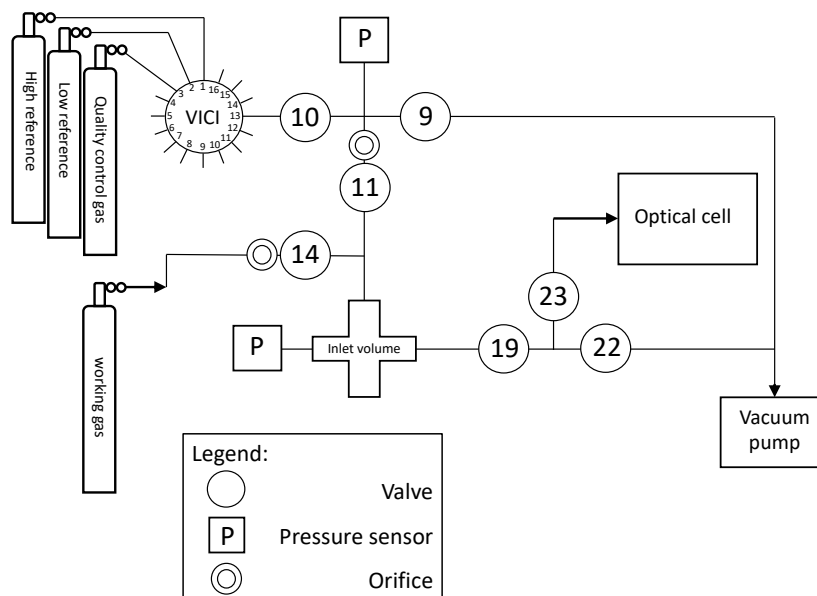 High reference
Low reference
Quality control gas
working gas
VICI
1
2
3
4
5
6
7
8
9
10
11
12
13
14
15
16
P
10
9
11
14
Optical cell
23
P
Inlet volume
19
22
Vacuum
pump
Legend:
Valve
P
Pressure sensor
Orifice